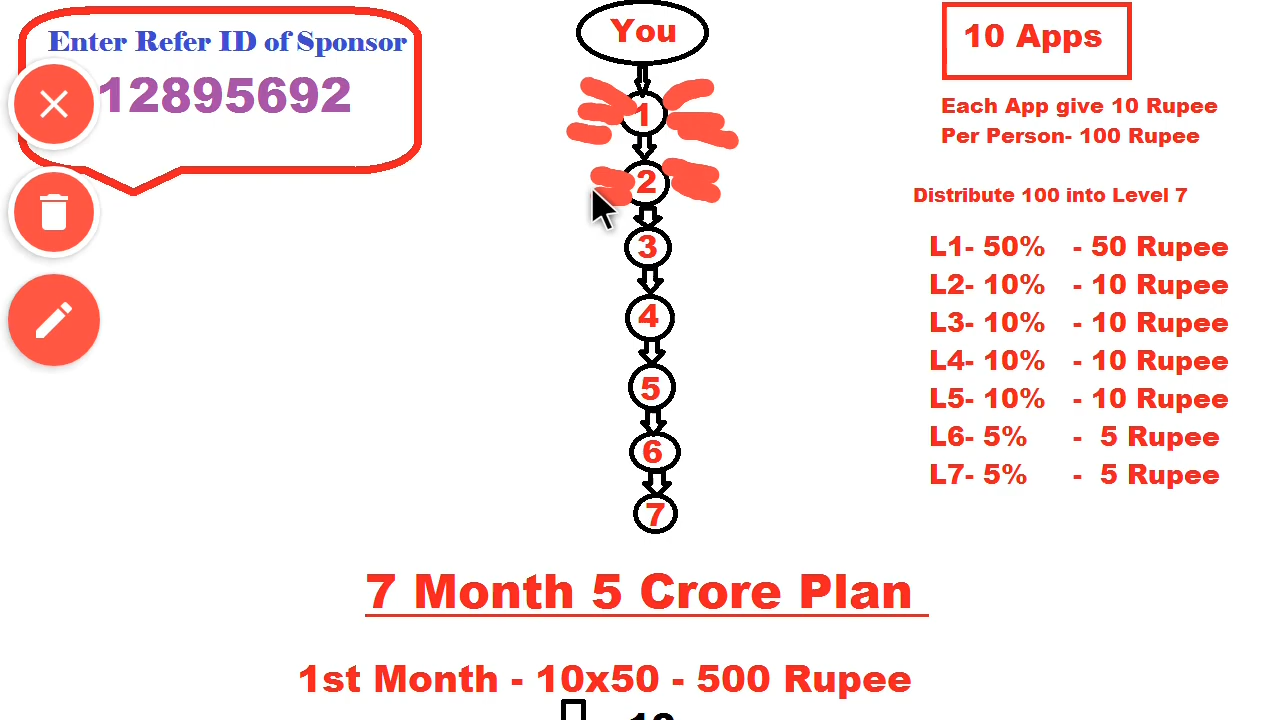 Enter Refer ID of Sponsor
12895692
You
1
2
3
4
5
6
7
10 Apps
Each App give 10 Rupee
Per Person- 100 Rupee
Distribute 100 into Level 7
L1- 50% - 50 Rupee
L2- 10% - 10 Rupee
L3- 10% - 10 Rupee
L4- 10% - 10 Rupee
L5- 10% - 10 Rupee
L6- 5% - 5 Rupee
L7- 5% - 5 Rupee
7 Month 5 Crore Plan
1st Month - 10x50 - 500 Rupee